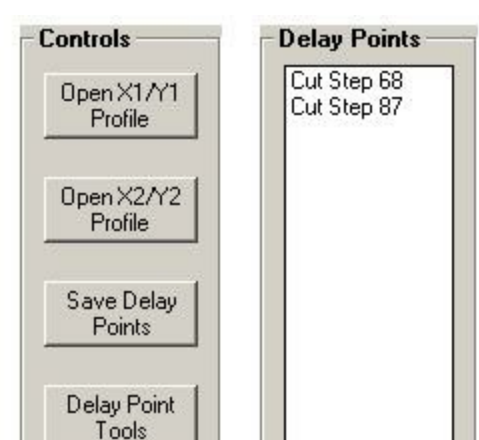 Controls
Open X1/Y1
Profile
Open X2/Y2
Profile
Save Delay
Points
Delay Point
Tools
Delay Points
Cut Step 68
Cut Step 87